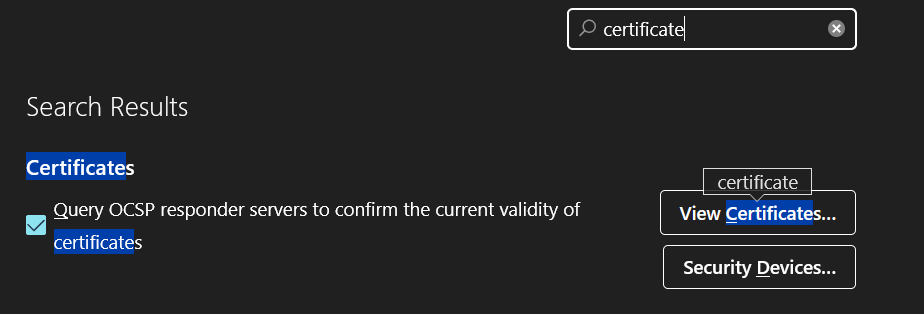 certificate
Search Results
Certificates
certificate
Query OCSP responder servers to confirm the current validity of
certificates
View Certificates...
Security Devices...